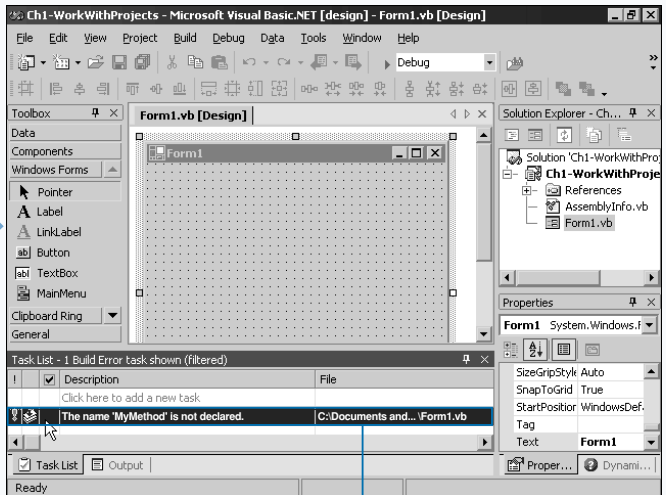 Ch1-WorkWithProjects - Microsoft Visual Basic.NET [design] - Form1.vb [Design]
File Edit View Project Build Debug Data Tools Window Help
Debug
Toolbox
Form1.vb [Design]
Solution Explorer - Ch...
Data
Components
Windows Forms
Pointer
Label
LinkLabel
Button
TextBox
MainMenu
Clipboard Ring
General
Form1
Solution 'Ch1-WorkWithProj
Ch1-WorkWithProje
References
AssemblyInfo.vb
Form1.vb
Properties
Form1 System.Windows.F
SizeGripStyle Auto
SnapToGrid True
StartPosition WindowsDef
Tag
Text Form1
Proper... Dynami...
Task List - 1 Build Error task shown (filtered)
! Description File
Click here to add a new task
The name 'MyMethod' is not declared. C:\Documents and... \Form1.vb
Task List Output
Ready